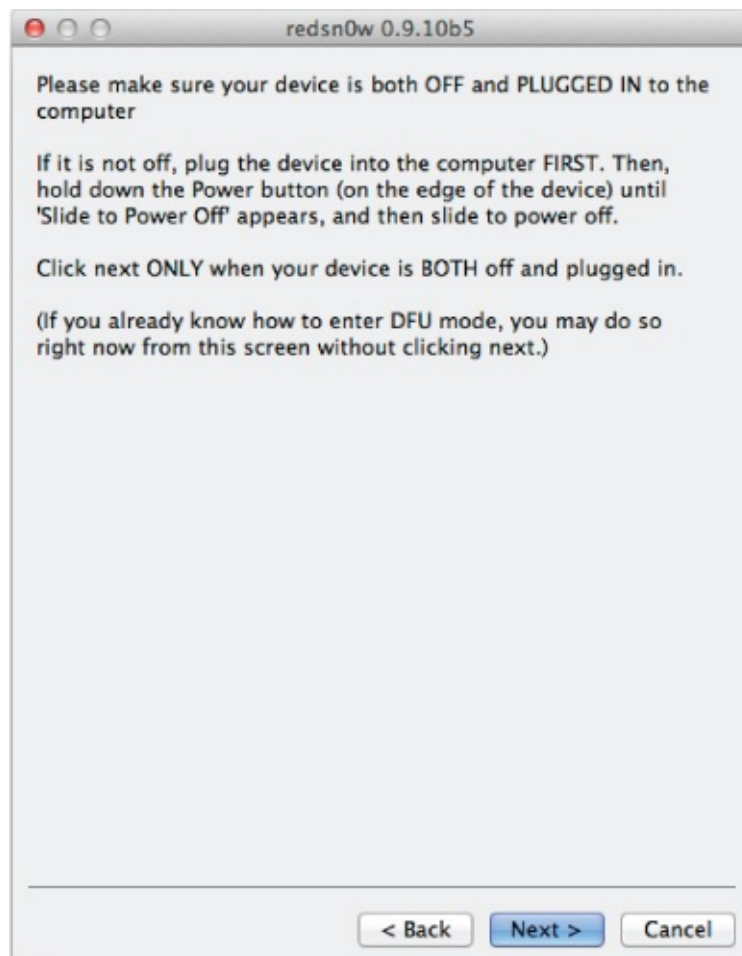 redsn0w 0.9.10b5
Please make sure your device is both OFF and PLUGGED IN to the
computer
If it is not off, plug the device into the computer FIRST. Then,
hold down the Power button (on the edge of the device) until
'Slide to Power Off' appears, and then slide to power off.
Click next ONLY when your device is BOTH off and plugged in.
(If you already know how to enter DFU mode, you may do so
right now from this screen without clicking next.)
< Back Next > Cancel